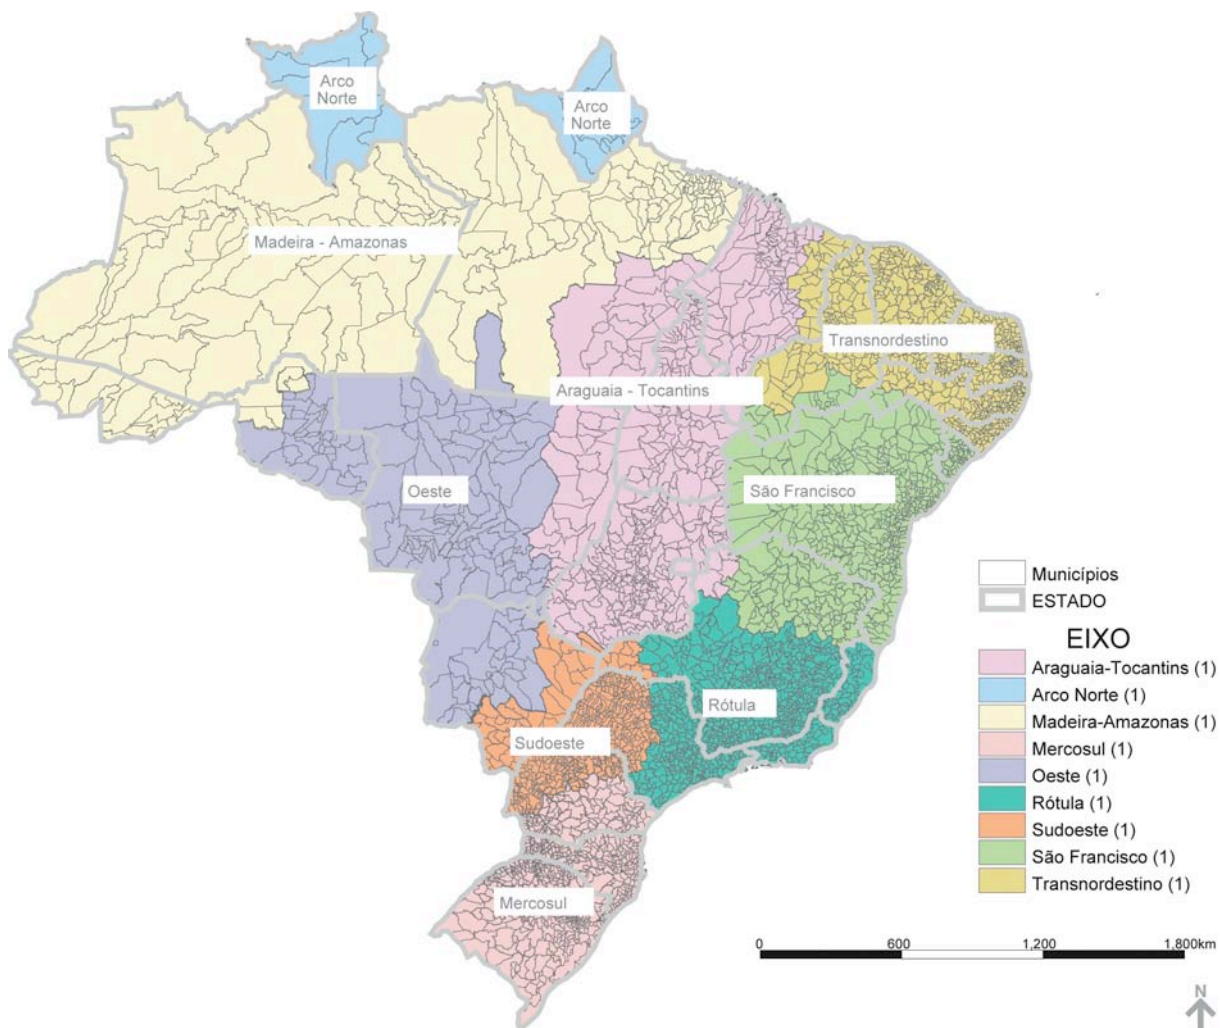 Arco
Norte
Arco
Norte
Madeira - Amazonas
Transnordestino
Araguaia - Tocantins
Oeste
São Francisco
Rótula
Sudoeste
Mercosul
Municípios
ESTADO
EIXO
Araguaia-Tocantins (1)
Arco Norte (1)
Madeira-Amazonas (1)
Mercosul (1)
Oeste (1)
Rótula (1)
Sudoeste (1)
São Francisco (1)
Transnordestino (1)
0 600 1,200 1,800km
N